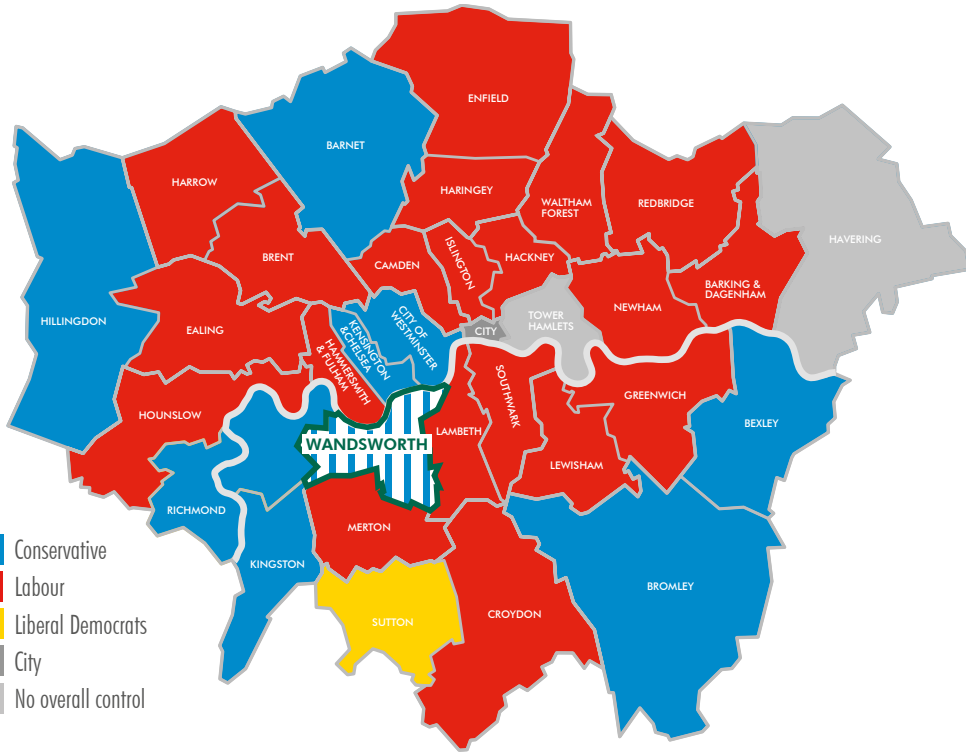 ENFIELD
BARNET
HARROW
HARINGEY
WALTHAM
FOREST
REDBRIDGE
HAVERING
BRENT
CAMDEN
ISLINGTON
HACKNEY
BARKING &
DAGENHAM
NEWHAM
HILLINGDON
EALING
TOWER
HAMLETS
CITY
CITY OF
WESTMINSTER
KENSINGTON
&CHELSEA
HAMMERSMITH
& FULHAM
HOUNSLOW
SOUTHWARK
GREENWICH
BEXLEY
WANDSWORTH
LAMBETH
LEWISHAM
RICHMOND
MERTON
KINGSTON
BROMLEY
SUTTON
CROYDON
Conservative
Labour
Liberal Democrats
City
No overall control